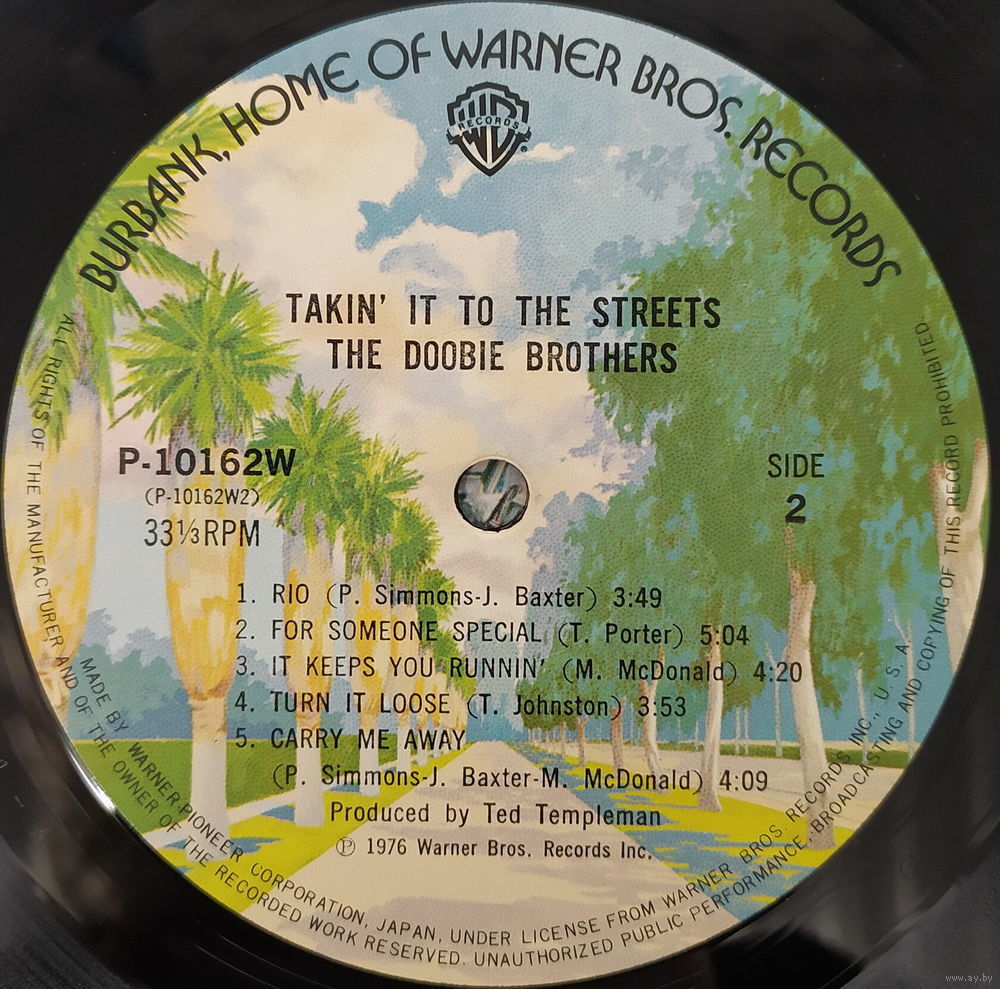 BURBANK, HOME OF WARNER BROS. RECORDS
WB RECORDS
TAKIN' IT TO THE STREETS
THE DOOBIE BROTHERS
P-10162W
(P-10162W2)
33⅓RPM
SIDE
2
1. RIO (P. Simmons-J. Baxter) 3:49
2. FOR SOMEONE SPECIAL (T. Porter) 5:04
3. IT KEEPS YOU RUNNIN' (M. McDonald) 4:20
4. TURN IT LOOSE (T. Johnston) 3:53
5. CARRY ME AWAY
(P. Simmons-J. Baxter-M. McDonald) 4:09
Produced by Ted Templeman
℗ 1976 Warner Bros. Records Inc.
MADE BY WARNER-PIONEER CORPORATION, JAPAN, UNDER LICENSE FROM WARNER BROS. RECORDS INC., U. S. A
ALL RIGHTS OF THE MANUFACTURER AND OF THE OWNER OF THE RECORDED WORK RESERVED. UNAUTHORIZED PUBLIC PERFORMANCE, BROADCASTING AND COPYING OF THIS RECORD PROHIBITED.
www.ay.by